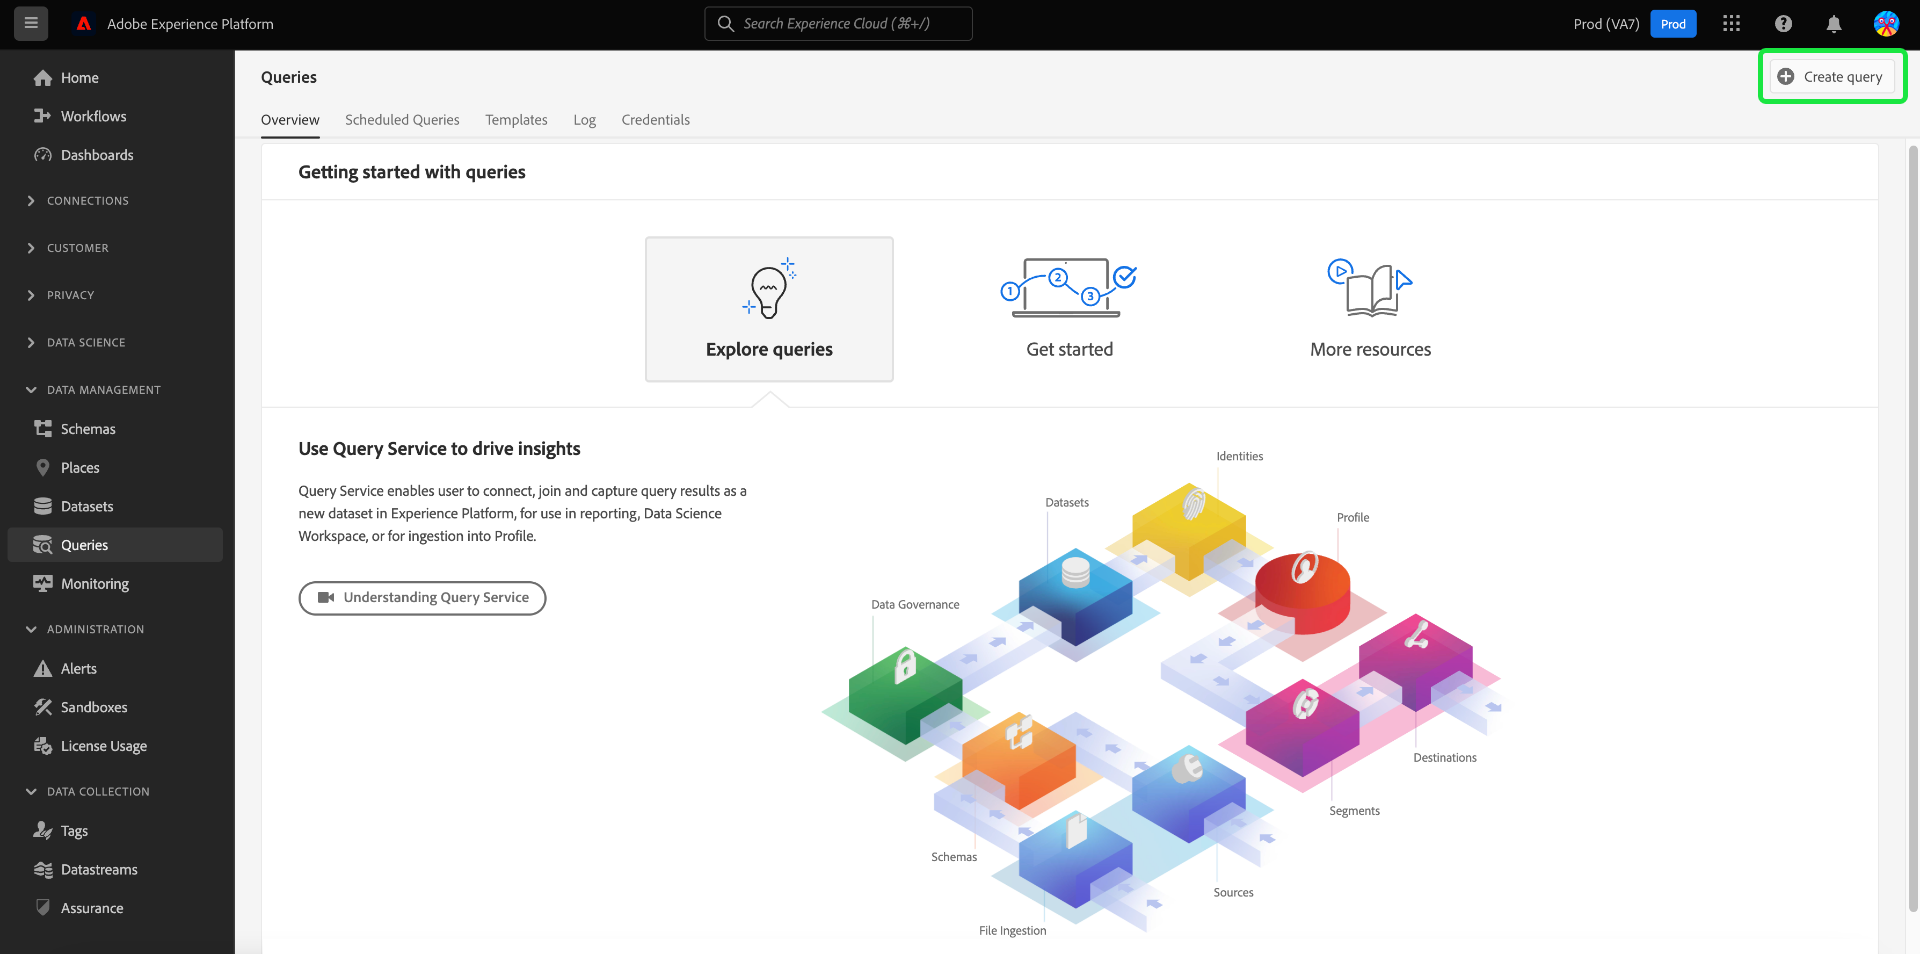 Adobe Experience Platform
Search Experience Cloud (⌘+/)
Prod (VA7)
Prod
Home
Workflows
Dashboards
CONNECTIONS
CUSTOMER
PRIVACY
DATA SCIENCE
DATA MANAGEMENT
Schemas
Places
Datasets
Queries
Monitoring
ADMINISTRATION
Alerts
Sandboxes
License Usage
DATA COLLECTION
Tags
Datastreams
Assurance
Queries
Create query
Overview
Scheduled Queries
Templates
Log
Credentials
Getting started with queries
Explore queries
1
2
3
Get started
More resources
Use Query Service to drive insights
Query Service enables user to connect, join and capture query results as a
new dataset in Experience Platform, for use in reporting, Data Science
Workspace, or for ingestion into Profile.
Understanding Query Service
Identities
Datasets
Profile
Data Governance
Destinations
Segments
Schemas
Sources
File Ingestion